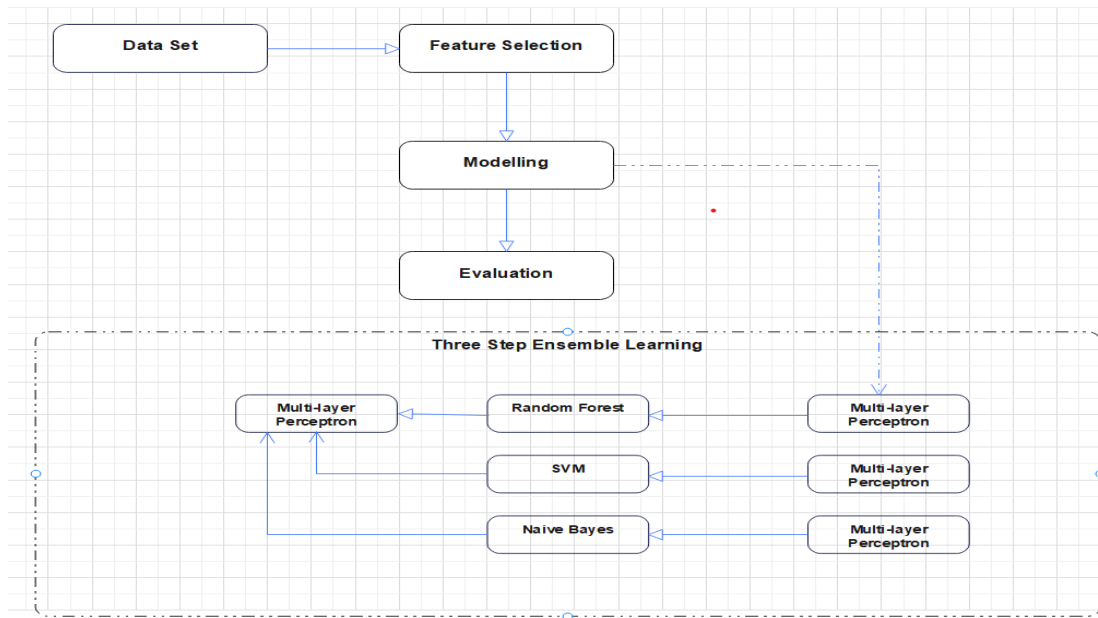 Data Set
Feature Selection
Modelling
Evaluation
Three Step Ensemble Learning
Multi-layer
Perceptron
Random Forest
Multi-layer
Perceptron
SVM
Multi-layer
Perceptron
Naive Bayes
Multi-layer
Perceptron